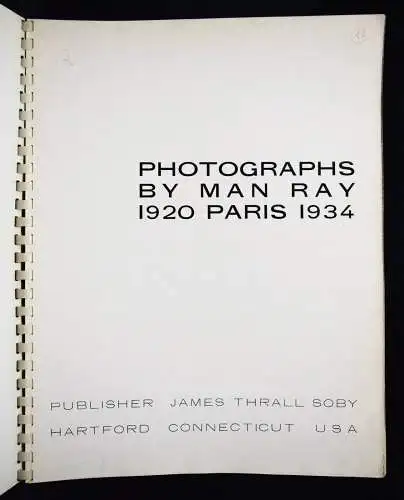 PHOTOGRAPHS
BY MAN RAY
1920 PARIS 1934
PUBLISHER JAMES THRALL SOBY
HARTFORD CONNECTICUT USA